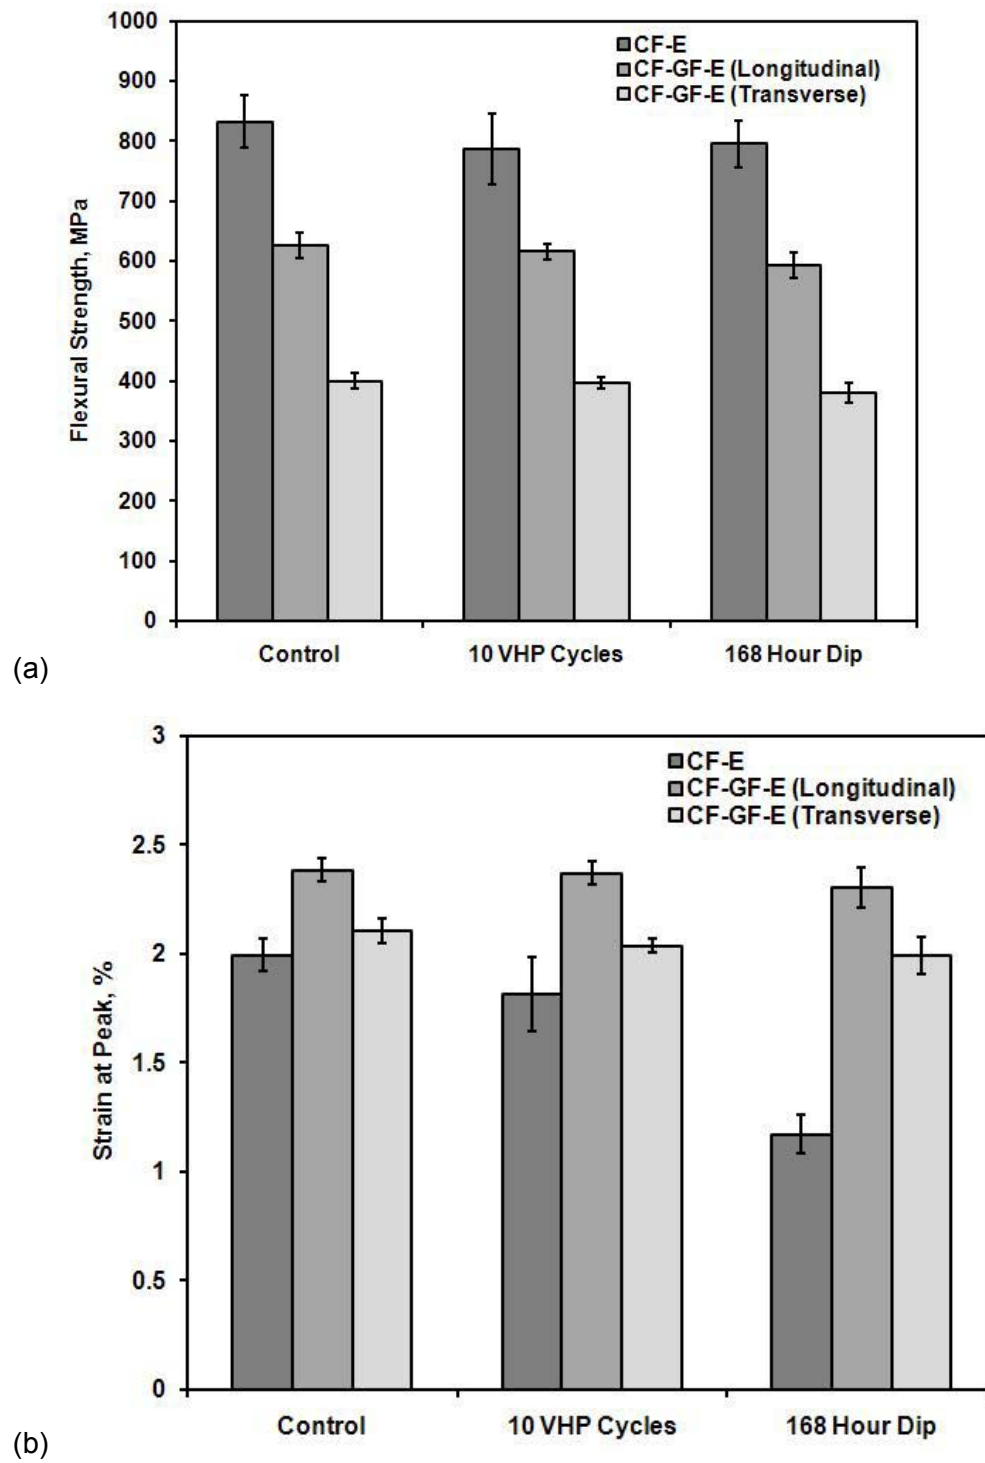 1000
900
800
700
600
500
400
300
200
100
0
Flexural Strength, MPa
CF-E
CF-GF-E (Longitudinal)
CF-GF-E (Transverse)
Control
10 VHP Cycles
168 Hour Dip
(a)
3
2.5
2
1.5
1
0.5
0
Strain at Peak, %
CF-E
CF-GF-E (Longitudinal)
CF-GF-E (Transverse)
Control
10 VHP Cycles
168 Hour Dip
(b)